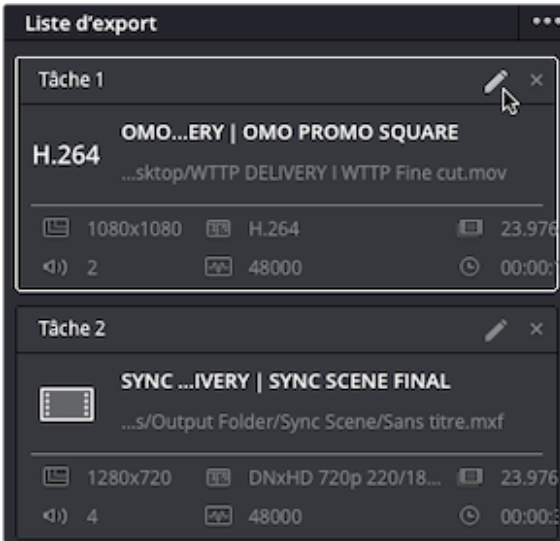 Liste d'export
Tâche 1
OMO...ERY | OMO PROMO SQUARE
H.264
...sktop/WTTP DELIVERY I WTTP Fine cut.mov
1080x1080 H.264 23.976
2 48000 00:00:
Tâche 2
SYNC ...IVERY | SYNC SCENE FINAL
...s/Output Folder/Sync Scene/Sans titre.mxf
1280x720 DNxHD 720p 220/18... 23.976
4 48000 00:00: